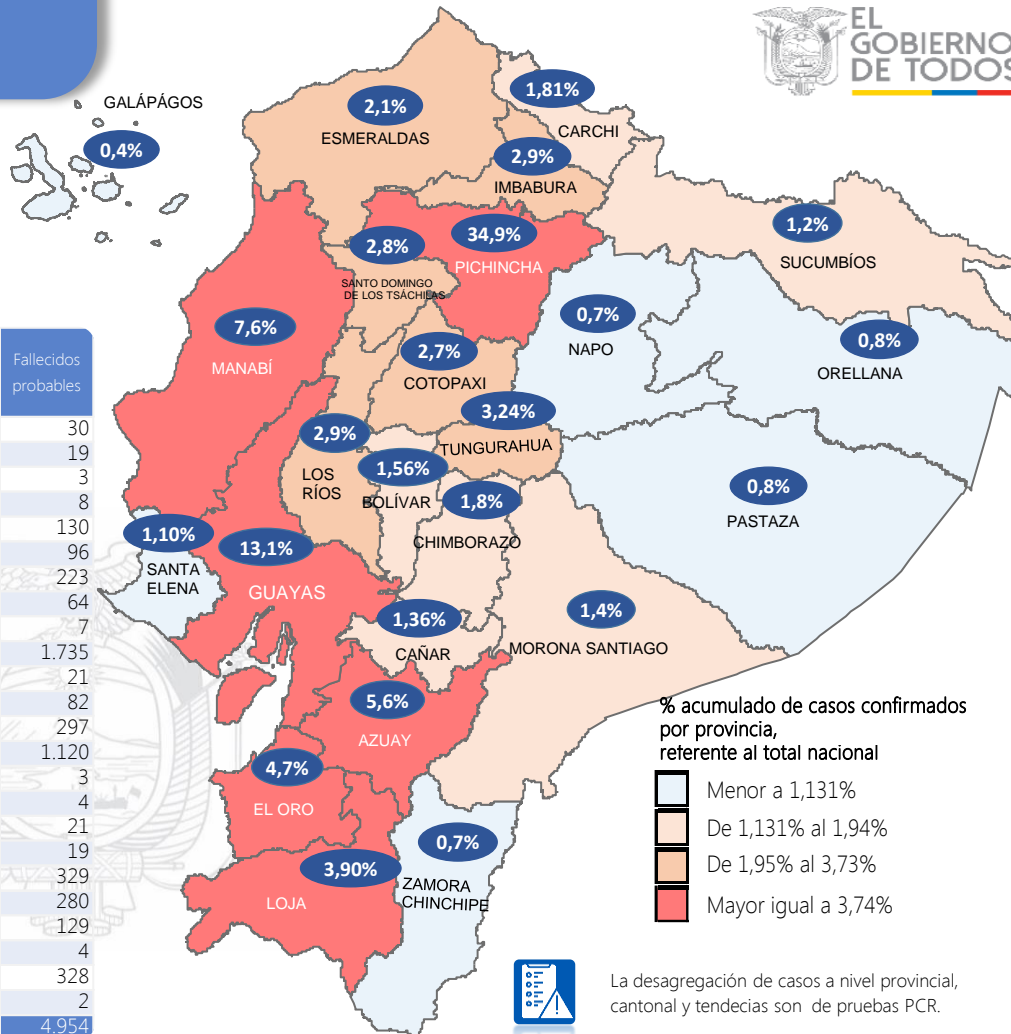 EL
GOBIERNO
DE TODOS
GALÁPAGOS
0,4%
2,1%
ESMERALDAS
1,81%
CARCHI
2,9%
IMBABURA
1,2%
SUCUMBÍOS
2,8%
SANTO DOMINGO
DE LOS TSÁCHILAS
34,9%
PICHINCHA
7,6%
MANABÍ
0,7%
NAPO
0,8%
ORELLANA
2,7%
COTOPAXI
3,24%
TUNGURAHUA
2,9%
LOS
RÍOS
1,56%
BOLÍVAR
1,8%
CHIMBORAZO
0,8%
PASTAZA
1,10%
SANTA
ELENA
13,1%
GUAYAS
1,36%
CAÑAR
1,4%
MORONA SANTIAGO
5,6%
AZUAY
4,7%
EL ORO
3,90%
LOJA
0,7%
ZAMORA
CHINCHIPE
Fallecidos
probables
30
19
3
8
130
96
223
64
7
1.735
21
82
297
1.120
3
4
21
19
329
280
129
4
328
2
4.954
% acumulado de casos confirmados
por provincia,
referente al total nacional
Menor a 1,131%
De 1,131% al 1,94%
De 1,95% al 3,73%
Mayor igual a 3,74%
La desagregación de casos a nivel provincial,
cantonal y tendecias son de pruebas PCR.